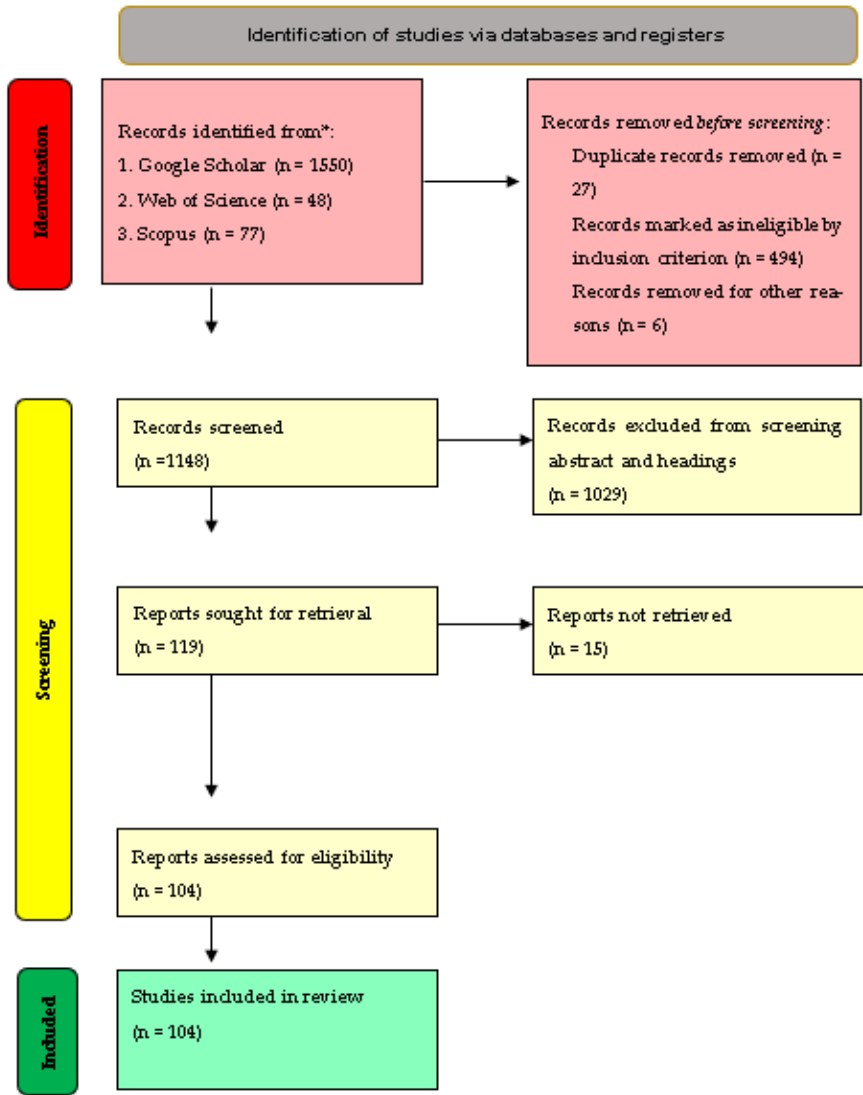 Identification of studies via databases and registers
Identification
Records identified from*:
1. Google Scholar (n = 1550)
2. Web of Science (n = 48)
3. Scopus (n = 77)
Records removed before screening:
Duplicate records removed (n =
27)
Records marked as ineligible by
inclusion criterion (n = 494)
Records removed for other rea-
sons (n = 6)
Screening
Records screened
(n =1148)
Records excluded from screening
abstract and headings
(n = 1029)
Reports sought for retrieval
(n = 119)
Reports not retrieved
(n = 15)
Reports assessed for eligibility
(n = 104)
Included
Studies included in review
(n = 104)